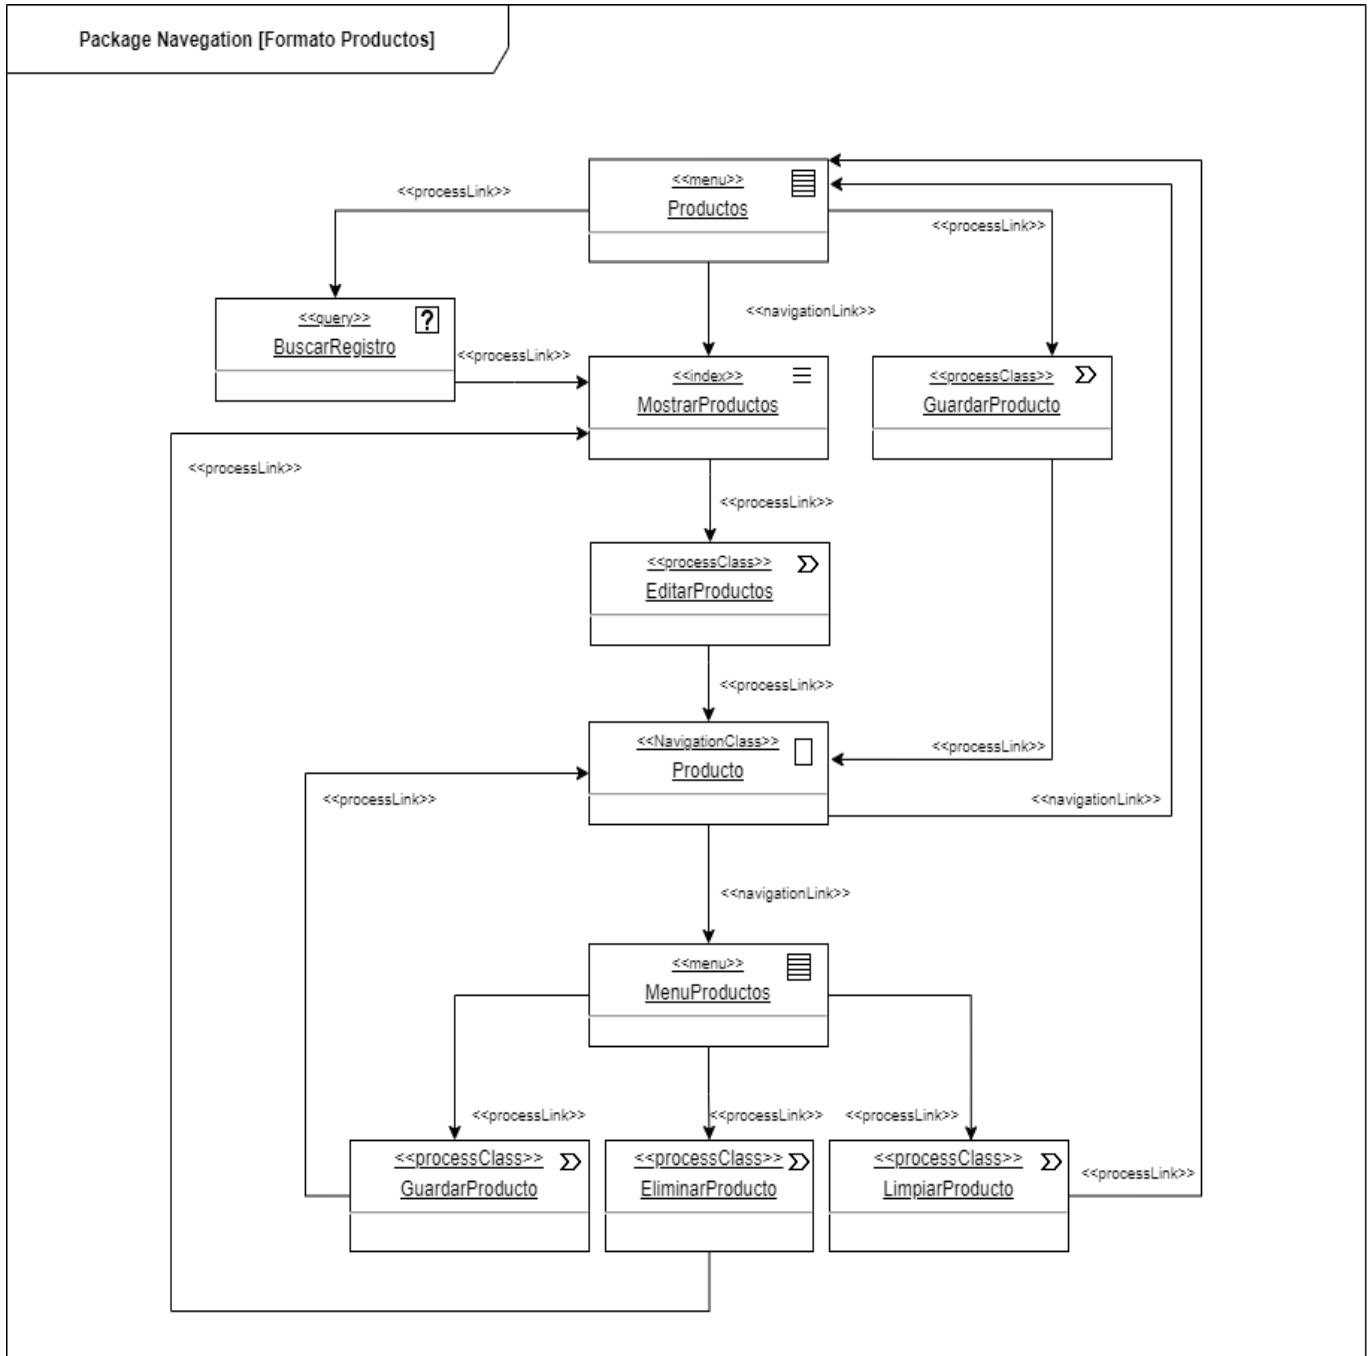 Package Navegation [Formato Productos]
<<menu>>
Productos
<<processLink>>
<<processLink>>
<<navigationLink>>
<<query>>
BuscarRegistro
<<processLink>>
<<index>>
MostrarProductos
<<processClass>>
GuardarProducto
<<processLink>>
<<processLink>>
<<processClass>>
EditarProductos
<<processLink>>
<<NavigationClass>>
Producto
<<processLink>>
<<processLink>>
<<navigationLink>>
<<navigationLink>>
<<menu>>
MenuProductos
<<processLink>>
<<processLink>>
<<processLink>>
<<processClass>>
GuardarProducto
<<processClass>>
EliminarProducto
<<processClass>>
LimpiarProducto
<<processLink>>